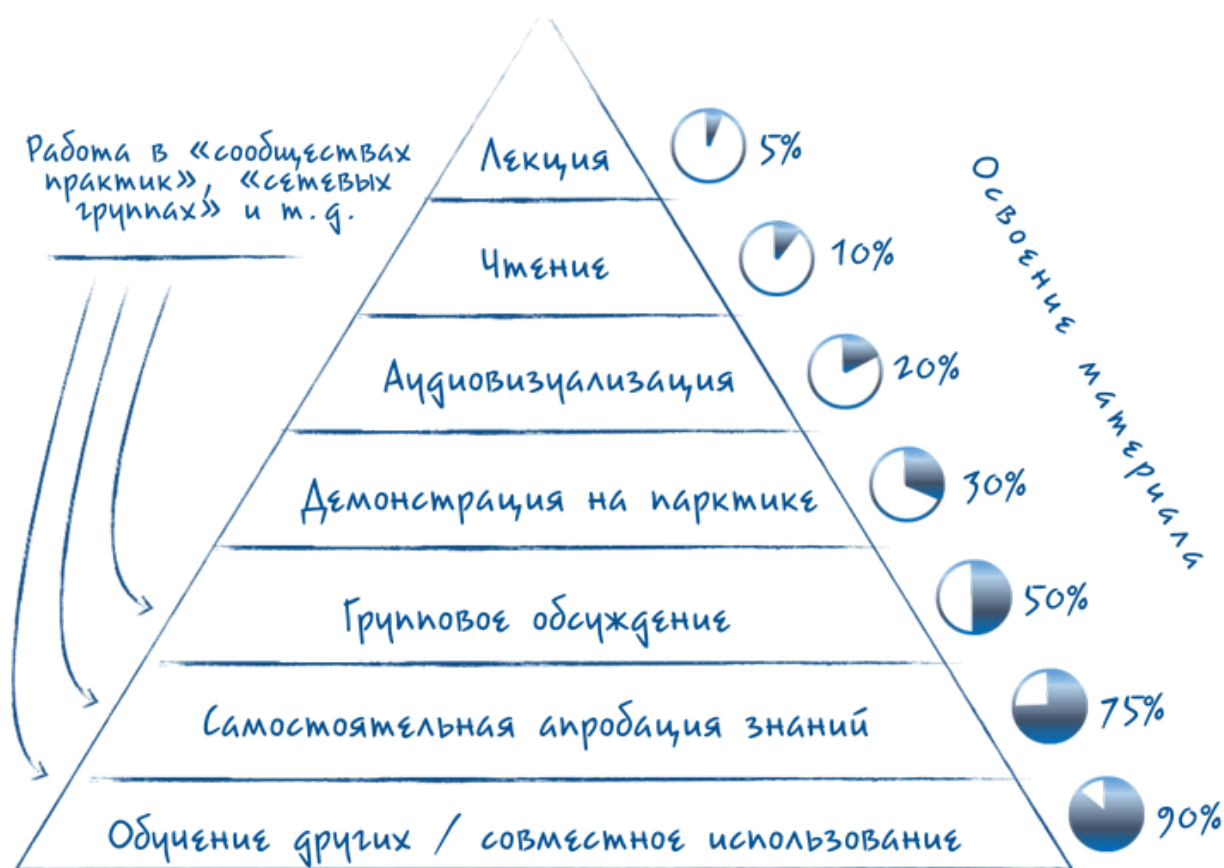 Работа в «сообществах
практик», «сетевых
группах» и т.д.
Лекция
5%
Чтение
10%
Аудиовизуализация
20%
Демонстрация на парктике
30%
Групповое обсуждение
50%
Самостоятельная апробация знаний
75%
Обучение других / совместное использование
90%
Освоение материала